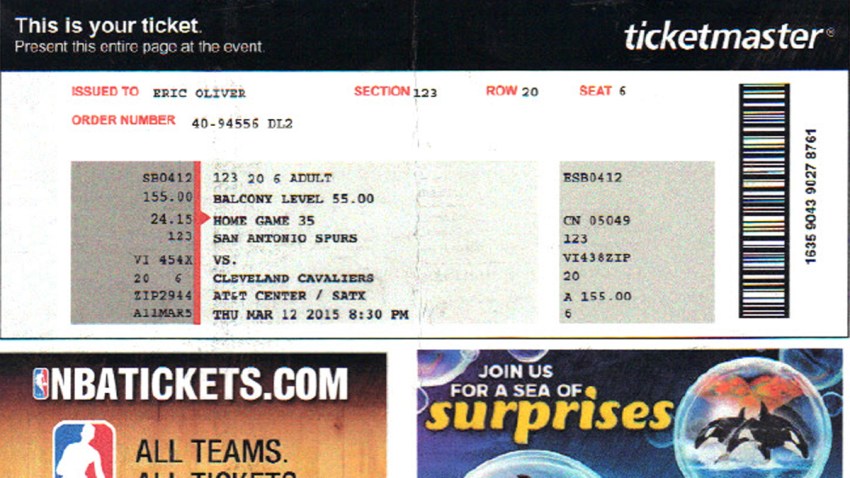 This is your ticket.
Present this entire page at the event.
ticketmaster®
ISSUED TO ERIC OLIVER SECTION 123 ROW 20 SEAT 6
ORDER NUMBER 40-94556 DL2
SB0412 123 20 6 ADULT ESB0412
155.00 BALCONY LEVEL 55.00
24.15 HOME GAME 35 CN 05049
123 SAN ANTONIO SPURS 123
VI 454X VS. VI438ZIP
20 6 CLEVELAND CAVALIERS 20
ZIP2944 AT&T CENTER / SATX A 155.00
A11MAR5 THU MAR 12 2015 8:30 PM 6
1635 9043 9027 8761
NBATICKETS.COM
ALL TEAMS.
ALL TICKETS
JOIN US
FOR A SEA OF
surprises